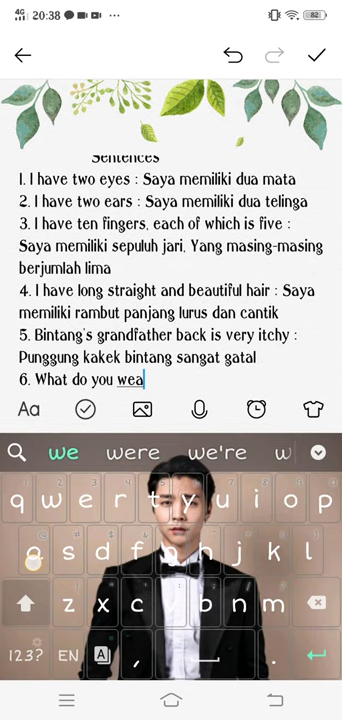 4G 20:38 82
Sentences
1. I have two eyes : Saya memiliki dua mata
2. I have two ears : Saya memiliki dua telinga
3. I have ten fingers, each of which is five :
Saya memiliki sepuluh jari, Yang masing-masing
berjumlah lima
4. I have long straight and beautiful hair : Saya
memiliki rambut panjang lurus dan cantik
5. Bintang's grandfather back is very itchy :
Punggung kakek bintang sangat gatal
6. What do you wea
Aa
we were we're w
q w e r t y u i o p
a s d f g h j k l
z x c v b n m
123? EN A , .